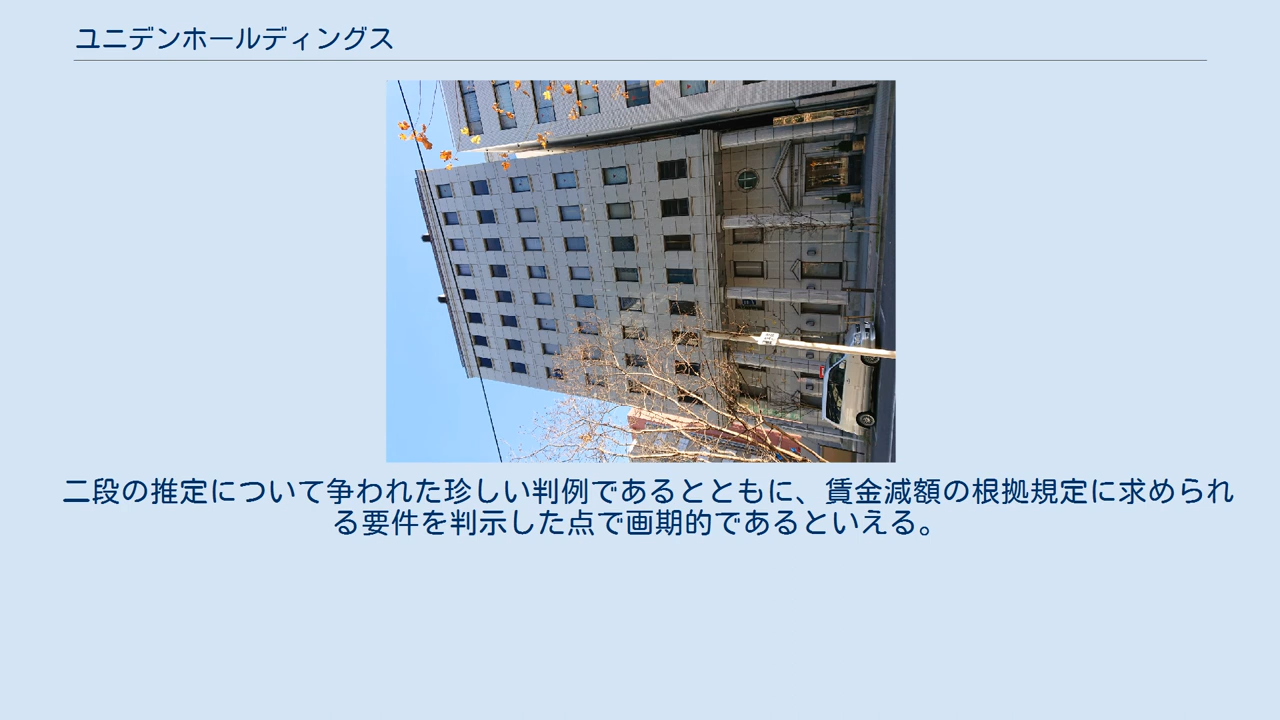 ユニデンホールディングス
二段の推定について争われた珍しい判例であるとともに、賃金減額の根拠規定に求められ
る要件を判示した点で画期的であるといえる。